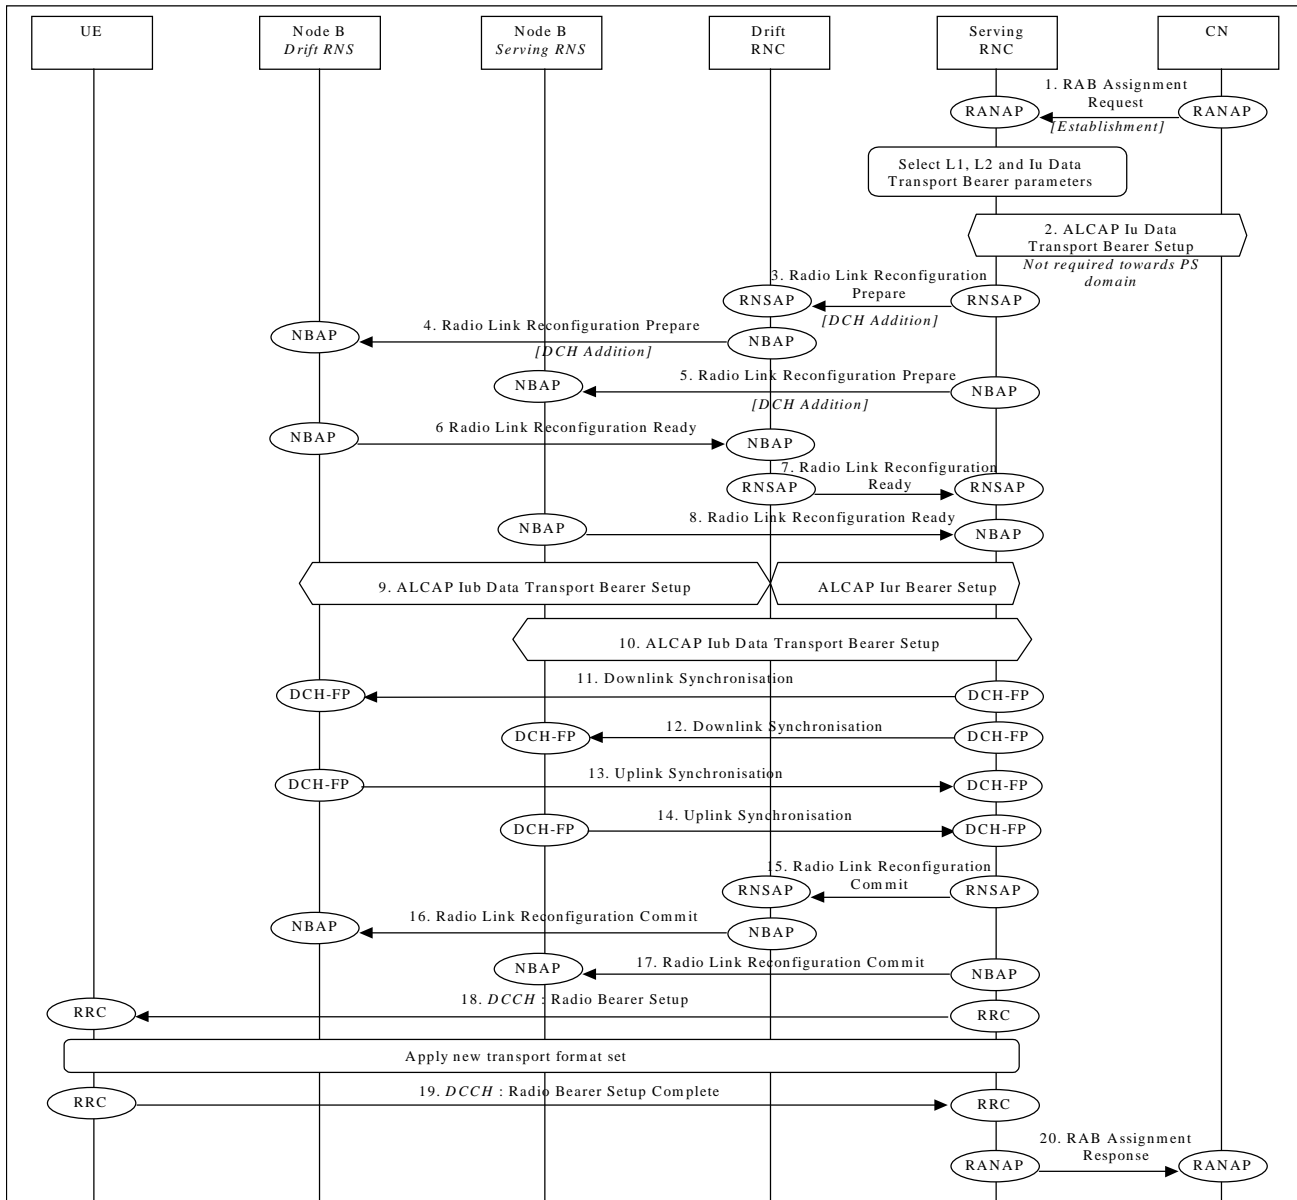 UE
Node B
Drift RNS
Node B
Serving RNS
Drift
RNC
Serving
RNC
CN
1. RAB Assignment
Request
RANAP
RANAP
[Establishment]
Select L1, L2 and Iu Data
Transport Bearer parameters
2. ALCAP Iu Data
Transport Bearer Setup
Not required towards PS
domain
3. Radio Link Reconfiguration
Prepare
RNSAP
RNSAP
[DCH Addition]
4. Radio Link Reconfiguration Prepare
NBAP
NBAP
[DCH Addition]
5. Radio Link Reconfiguration Prepare
NBAP
NBAP
[DCH Addition]
6 Radio Link Reconfiguration Ready
NBAP
NBAP
7. Radio Link Reconfiguration
Ready
RNSAP
RNSAP
8. Radio Link Reconfiguration Ready
NBAP
NBAP
9. ALCAP Iub Data Transport Bearer Setup
ALCAP Iur Bearer Setup
10. ALCAP Iub Data Transport Bearer Setup
11. Downlink Synchronisation
DCH-FP
DCH-FP
12. Downlink Synchronisation
DCH-FP
DCH-FP
13. Uplink Synchronisation
DCH-FP
DCH-FP
14. Uplink Synchronisation
DCH-FP
DCH-FP
15. Radio Link Reconfiguration
Commit
RNSAP
RNSAP
16. Radio Link Reconfiguration Commit
NBAP
NBAP
17. Radio Link Reconfiguration Commit
NBAP
NBAP
18. DCCH : Radio Bearer Setup
RRC
RRC
Apply new transport format set
19. DCCH : Radio Bearer Setup Complete
RRC
RRC
20. RAB Assignment
Response
RANAP
RANAP